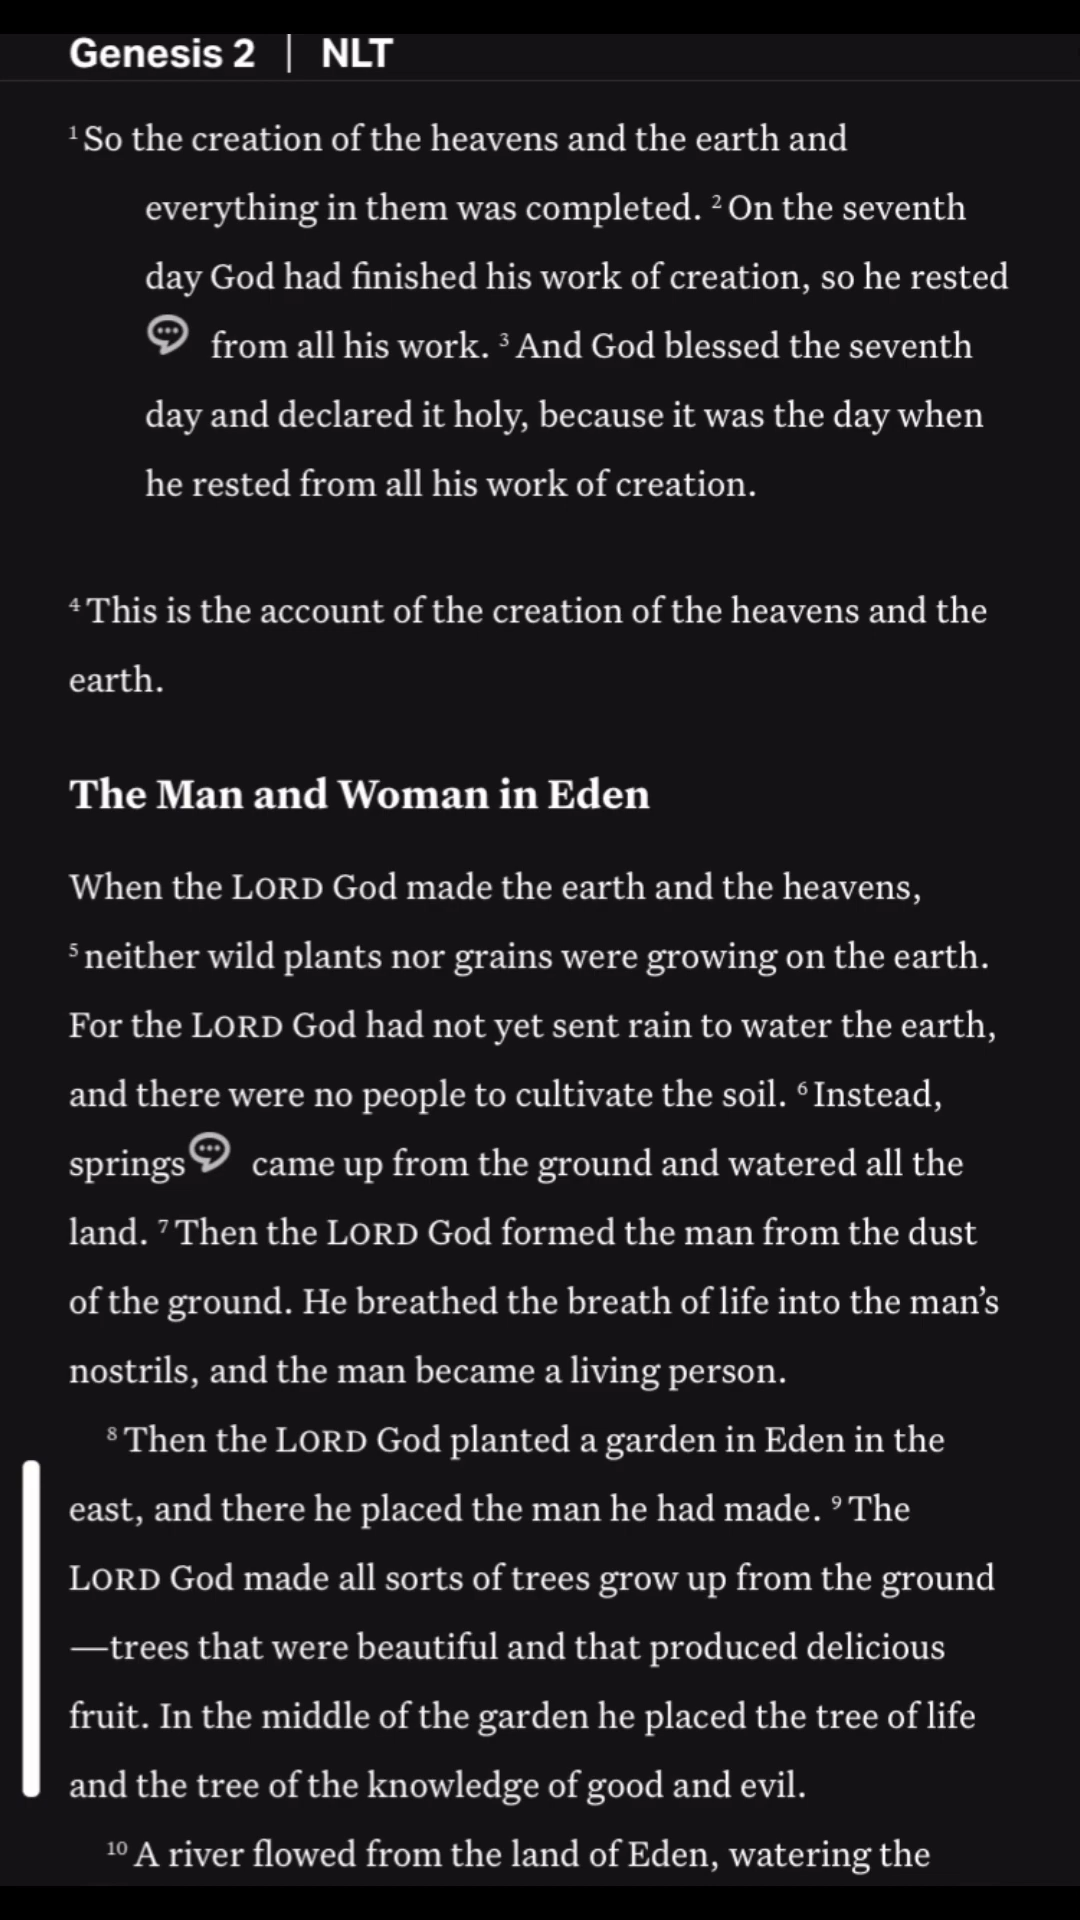 Genesis 2 | NLT
1 So the creation of the heavens and the earth and
everything in them was completed. 2 On the seventh
day God had finished his work of creation, so he rested
from all his work. 3 And God blessed the seventh
day and declared it holy, because it was the day when
he rested from all his work of creation.
4 This is the account of the creation of the heavens and the
earth.
The Man and Woman in Eden
When the LORD God made the earth and the heavens,
5 neither wild plants nor grains were growing on the earth.
For the LORD God had not yet sent rain to water the earth,
and there were no people to cultivate the soil. 6 Instead,
springs came up from the ground and watered all the
land. 7 Then the LORD God formed the man from the dust
of the ground. He breathed the breath of life into the man’s
nostrils, and the man became a living person.
8 Then the LORD God planted a garden in Eden in the
east, and there he placed the man he had made. 9 The
LORD God made all sorts of trees grow up from the ground
—trees that were beautiful and that produced delicious
fruit. In the middle of the garden he placed the tree of life
and the tree of the knowledge of good and evil.
10 A river flowed from the land of Eden, watering the